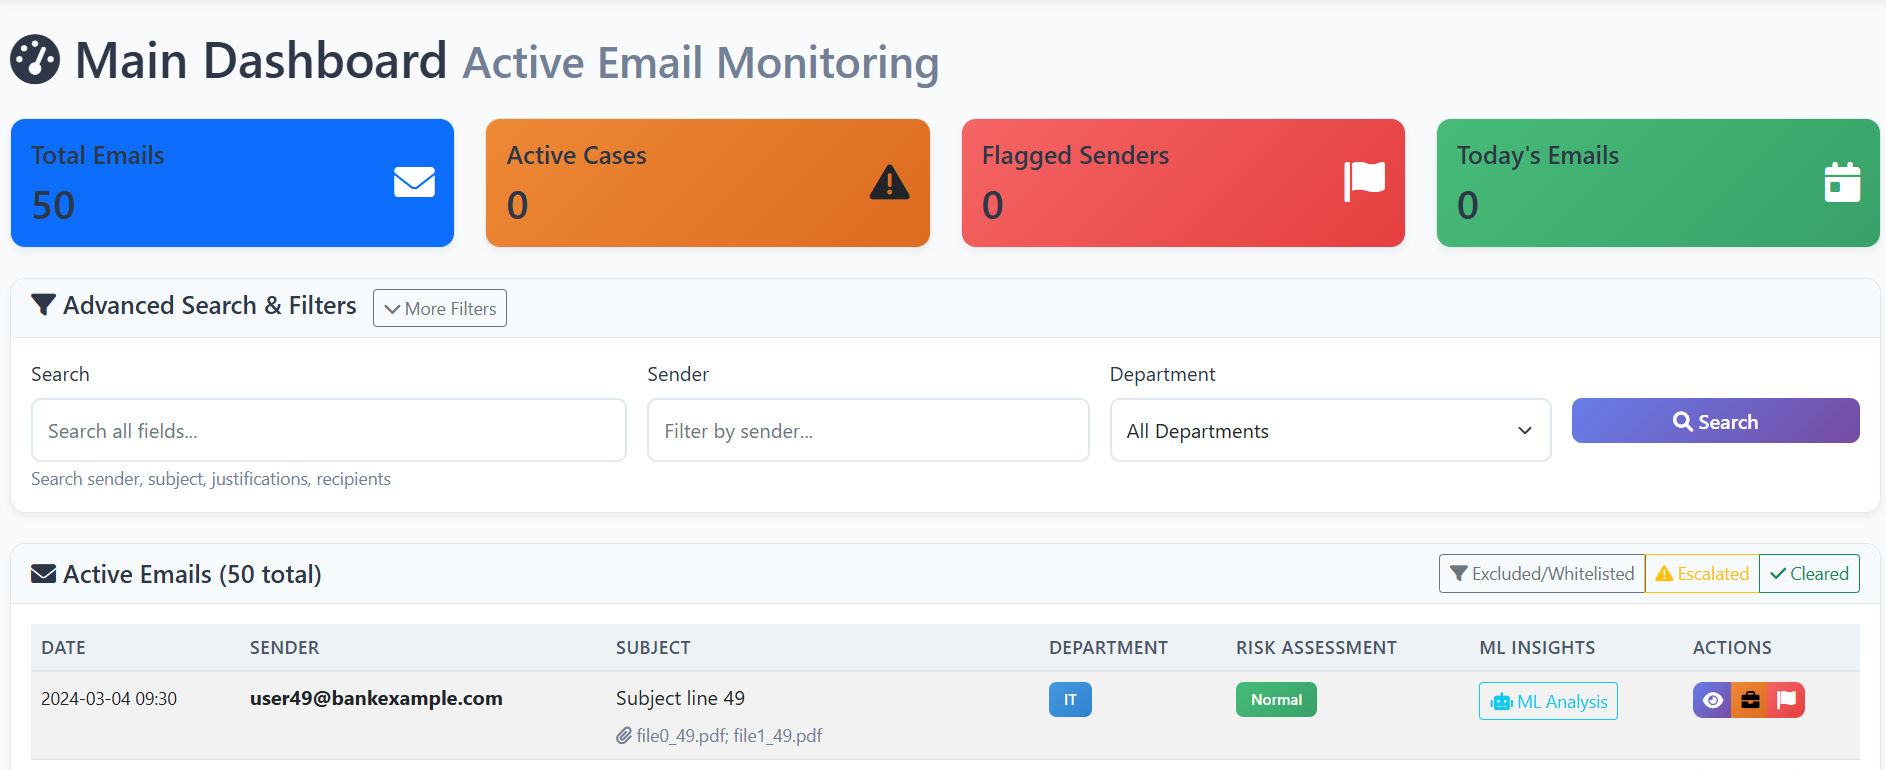 Main Dashboard Active Email Monitoring
Total Emails
50
Active Cases
0
Flagged Senders
0
Today's Emails
0
Advanced Search & Filters More Filters
Search
Search all fields...
Search sender, subject, justifications, recipients
Sender
Filter by sender...
Department
All Departments
Search
Active Emails (50 total)
Excluded/Whitelisted Escalated Cleared
DATE SENDER SUBJECT DEPARTMENT RISK ASSESSMENT ML INSIGHTS ACTIONS
2024-03-04 09:30 user49@bankexample.com Subject line 49 IT Normal ML Analysis
file0_49.pdf; file1_49.pdf